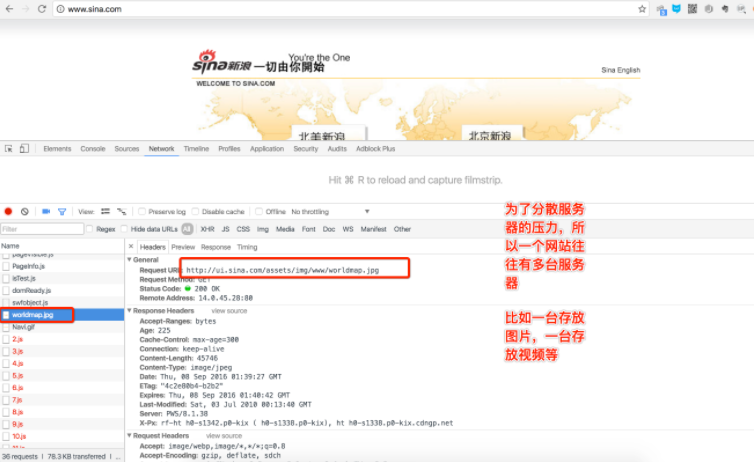 www.sina.com
sina新浪 一切由你開始
You're the One
Sina English
WELCOME TO SINA.COM
北美新浪
北京新浪
Elements Console Sources Network Timeline Profiles Application Security Audits Adblock Plus
Hit ⌘ R to reload and capture filmstrip.
View: Preserve log Disable cache Offline No throttling
Filter Regex Hide data URLs All XHR JS CSS Img Media Font Doc WS Manifest Other
Name
Headers Preview Response Timing
pagevisible.js
PageInfo.js
isTest.js
domReady.js
swfobject.js
worldmap.jpg
Navi.gif
2.js
3.js
4.js
5.js
6.js
7.js
8.js
9.js
10.js
36 requests | 78.3 KB transferred | ...
General
Request URL: http://ui.sina.com/assets/img/www/worldmap.jpg
Request Method: GET
Status Code: 200 OK
Remote Address: 14.0.45.28:80
Response Headers view source
Accept-Ranges: bytes
Age: 225
Cache-Control: max-age=300
Connection: keep-alive
Content-Length: 45746
Content-Type: image/jpeg
Date: Thu, 08 Sep 2016 01:39:27 GMT
ETag: "4c2e80b4-b2b2"
Expires: Thu, 08 Sep 2016 01:40:42 GMT
Last-Modified: Sat, 03 Jul 2010 00:13:40 GMT
Server: PWS/8.1.38
X-Px: rf-ht h0-s1342.p0-kix ( h0-s1338.p0-kix), ht h0-s1338.p0-kix.cdngp.net
Request Headers view source
Accept: image/webp,image/*,*/*;q=0.8
Accept-Encoding: gzip, deflate, sdch
为了分散服务
器的压力，所
以一个网站往
往有多台服务
器
比如一台存放
图片，一台存
放视频等